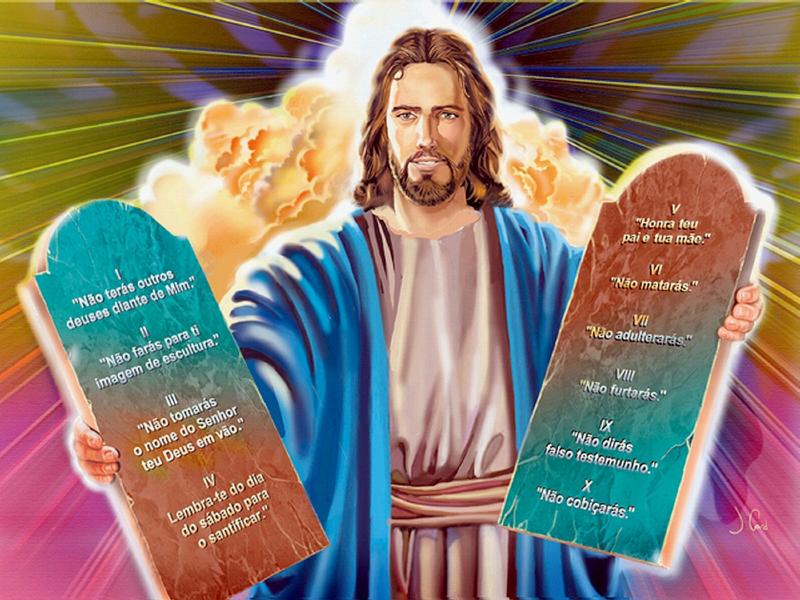 I
"Não terás outros
deuses diante de Mim."
II
"Não farás para ti
imagem de escultura."
III
"Não tomarás
o nome do Senhor
teu Deus em vão."
IV
Lembra-te do dia
do sábado para
o santificar."
V
"Honra teu
pai e tua mãe."
VI
"Não matarás."
VII
"Não adulterarás."
VIII
"Não furtarás."
IX
"Não dirás
falso testemunho."
X
"Não cobiçarás."